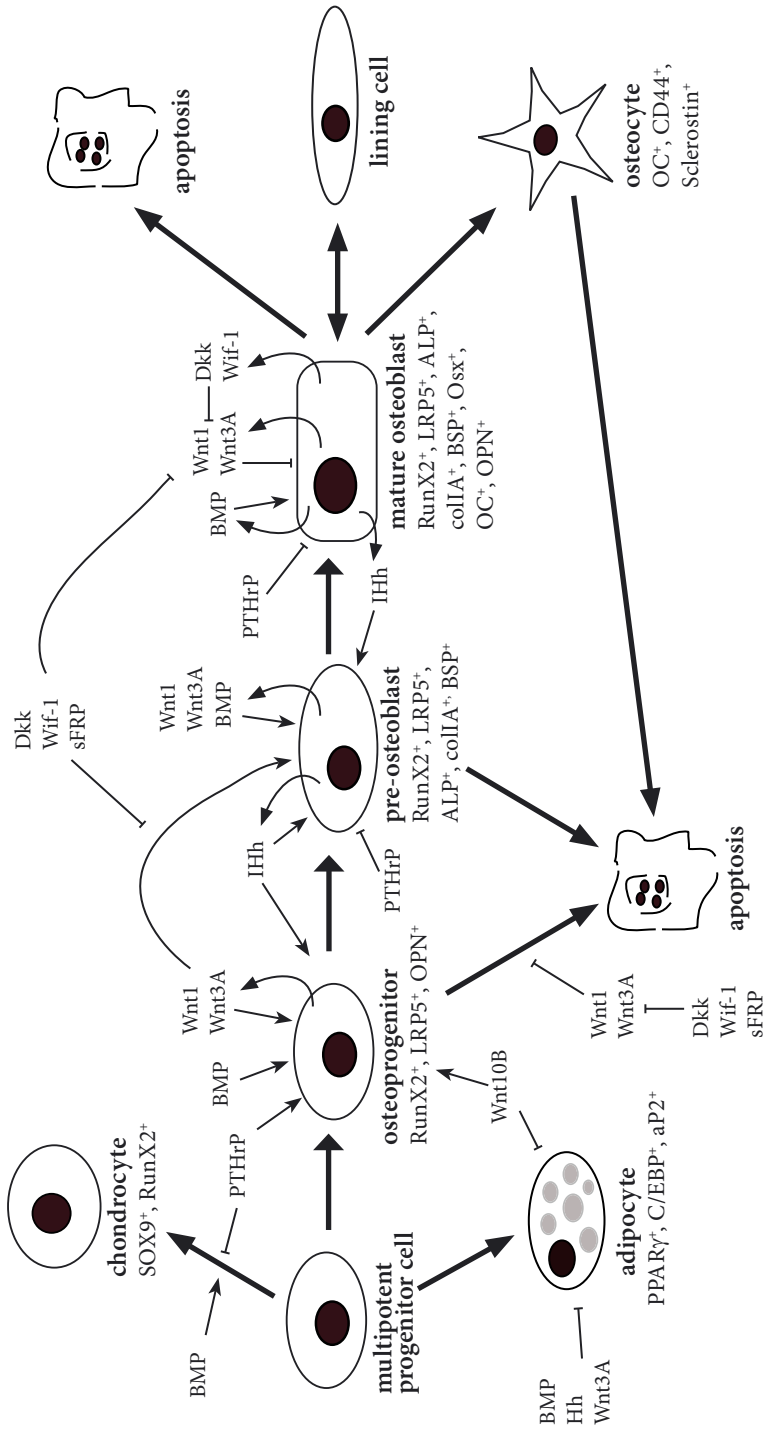 chondrocyte
SOX9⁺, RunX2⁺
BMP
PTHrP
multipotent
progenitor cell
BMP
Hh
Wnt3A
adipocyte
PPARγ⁺, C/EBP⁺, aP2⁺
Wnt10B
BMP
Wnt1
Wnt3A
osteoprogenitor
RunX2⁺, LRP5⁺, OPN⁺
Wnt1
Wnt3A
Dkk
Wif-1
sFRP
apoptosis
IHh
PTHrP
Dkk
Wif-1
sFRP
Wnt1
Wnt3A
BMP
pre-osteoblast
RunX2⁺, LRP5⁺,
ALP⁺, colIA⁺, BSP⁺
PTHrP
IHh
BMP
Wnt1
Wnt3A
Dkk
Wif-1
mature osteoblast
RunX2⁺, LRP5⁺, ALP⁺,
colIA⁺, BSP⁺, Osx⁺,
OC⁺, OPN⁺
apoptosis
lining cell
osteocyte
OC⁺, CD44⁺,
Sclerostin⁺